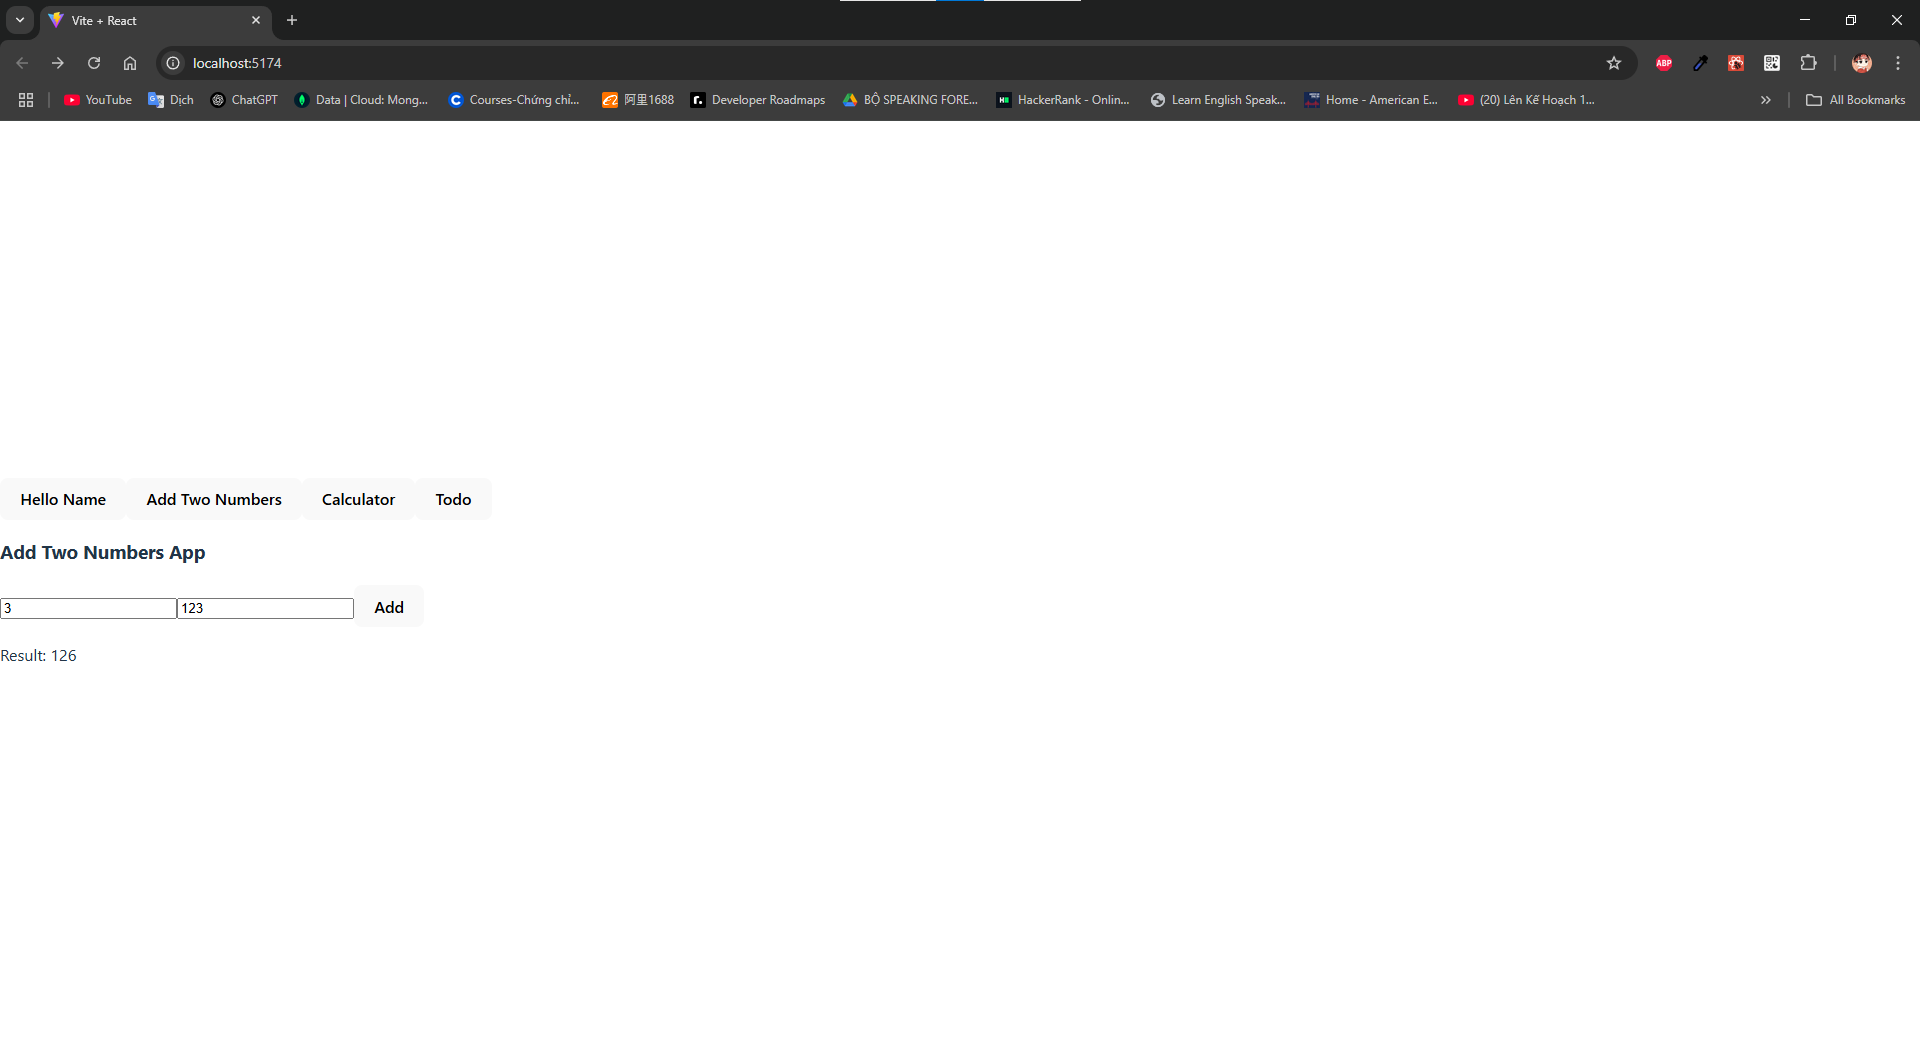 Vite + React
localhost:5174
ABP
YouTube Dịch ChatGPT Data | Cloud: Mong... Courses-Chứng chỉ... 阿里1688 Developer Roadmaps BỘ SPEAKING FORE... HackerRank - Onlin... Learn English Speak... Home - American E... (20) Lên Kế Hoạch 1... All Bookmarks
Hello Name Add Two Numbers Calculator Todo
Add Two Numbers App
3 123 Add
Result: 126